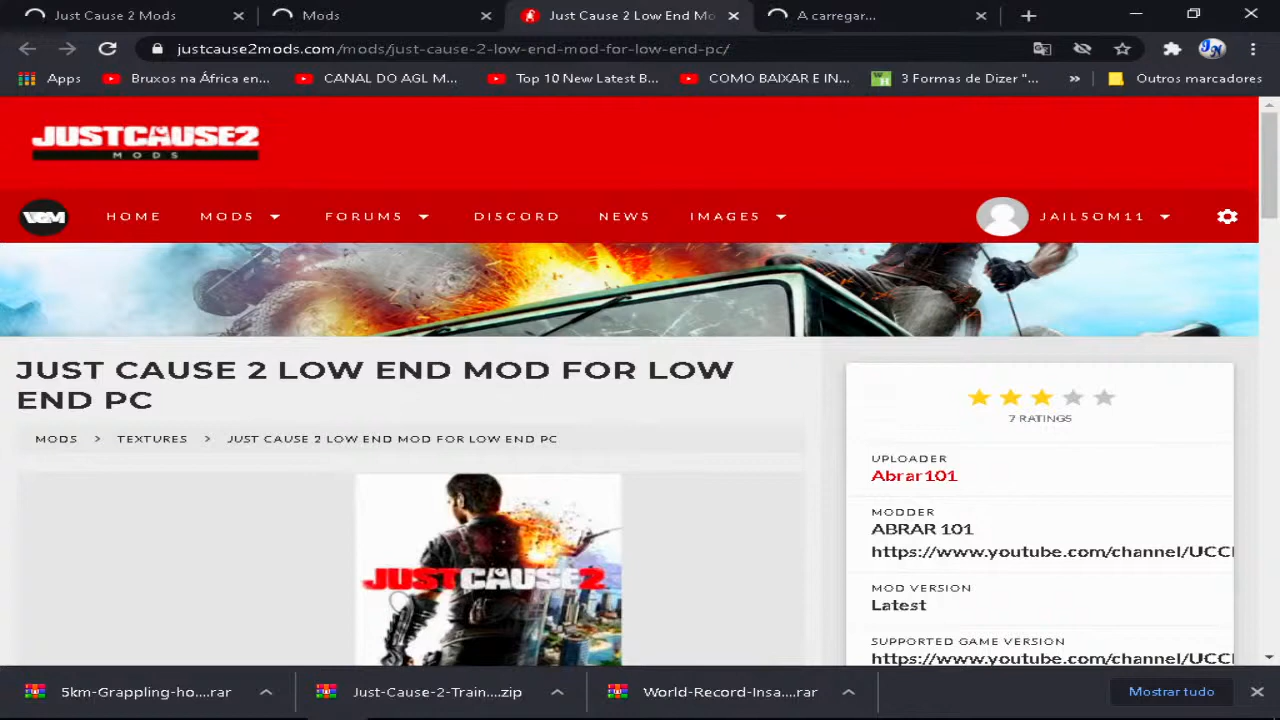 Just Cause 2 Mods
Mods
Just Cause 2 Low End Mo
A carregar...
justcause2mods.com/mods/just-cause-2-low-end-mod-for-low-end-pc/
Apps
Bruxos na África en...
CANAL DO AGL M...
Top 10 New Latest B...
COMO BAIXAR E IN...
3 Formas de Dizer "...
»
Outros marcadores
JUSTCAUSE2
MODS
VGM
HOME
MODS
FORUMS
DISCORD
NEWS
IMAGES
JAILSOM11
JUST CAUSE 2 LOW END MOD FOR LOW
END PC
MODS > TEXTURES > JUST CAUSE 2 LOW END MOD FOR LOW END PC
JUSTCAUSE2
7 RATINGS
UPLOADER
Abrar101
MODDER
ABRAR 101
https://www.youtube.com/channel/UCC
MOD VERSION
Latest
SUPPORTED GAME VERSION
https://www.youtube.com/channel/UCC
5km-Grappling-ho....rar
Just-Cause-2-Train....zip
World-Record-Insa....rar
Mostrar tudo